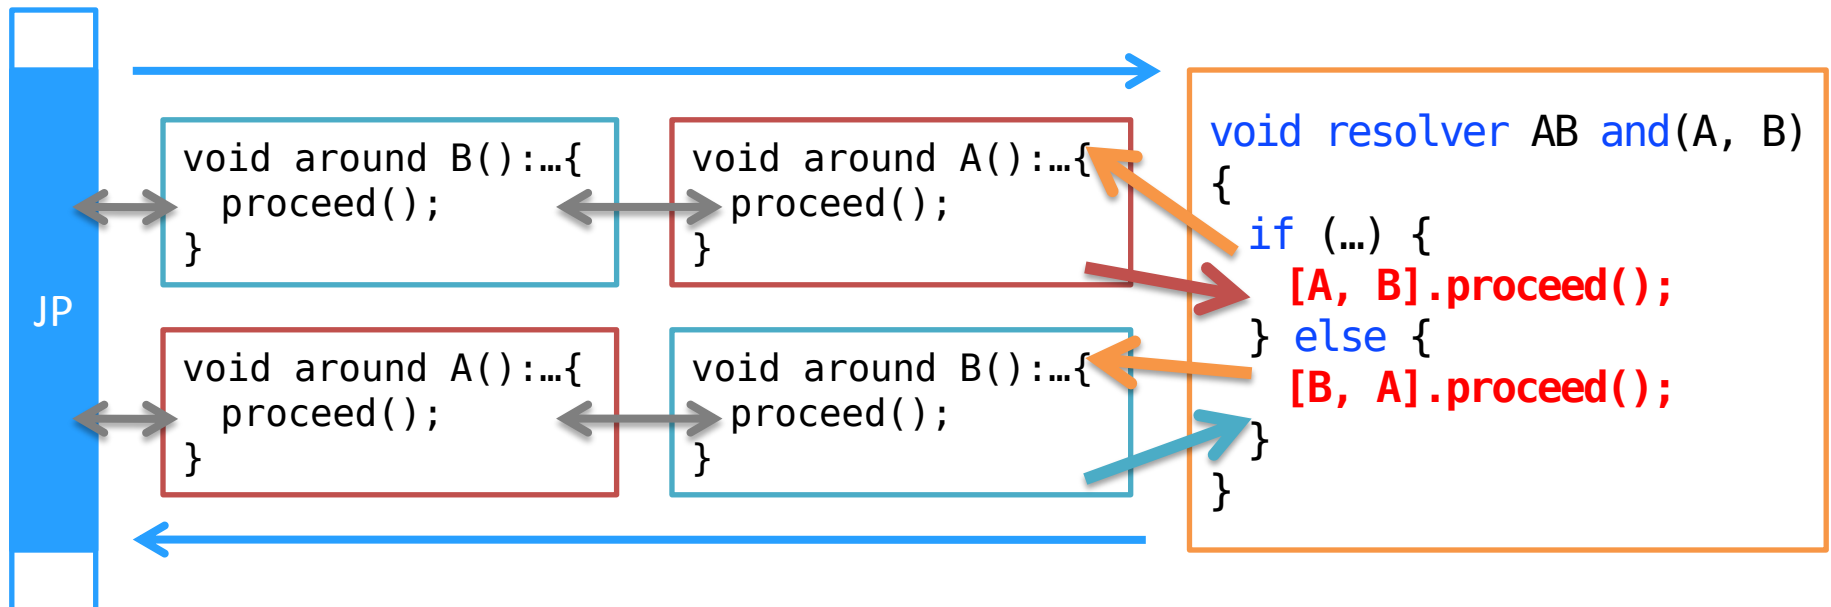 JP
void around B():…{
proceed();
}
void around A():…{
proceed();
}
void around A():…{
proceed();
}
void around B():…{
proceed();
}
void resolver AB and(A, B)
{
if (…) {
[A, B].proceed();
} else {
[B, A].proceed();
}
}